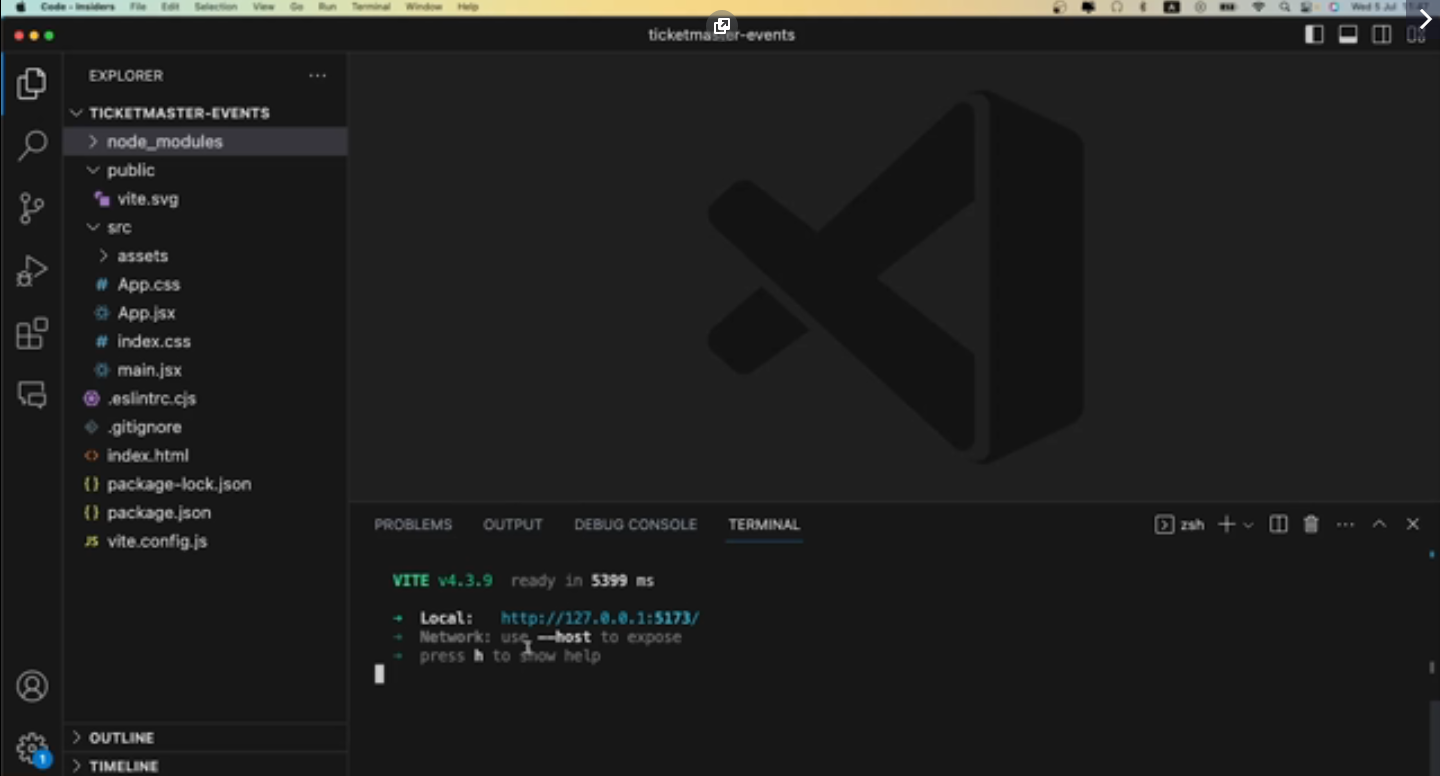 Code - Insiders File Edit Selection View Go Run Terminal Window Help Wed 5 Jul
ticketmaster-events
EXPLORER
TICKETMASTER-EVENTS
node_modules
public
vite.svg
src
assets
# App.css
App.jsx
# index.css
main.jsx
.eslintrc.cjs
.gitignore
<> index.html
{} package-lock.json
{} package.json
JS vite.config.js
OUTLINE
1
TIMELINE
PROBLEMS OUTPUT DEBUG CONSOLE TERMINAL zsh
VITE v4.3.9 ready in 5399 ms
➜ Local: http://127.0.0.1:5173/
➜ Network: use --host to expose
➜ press h to show help